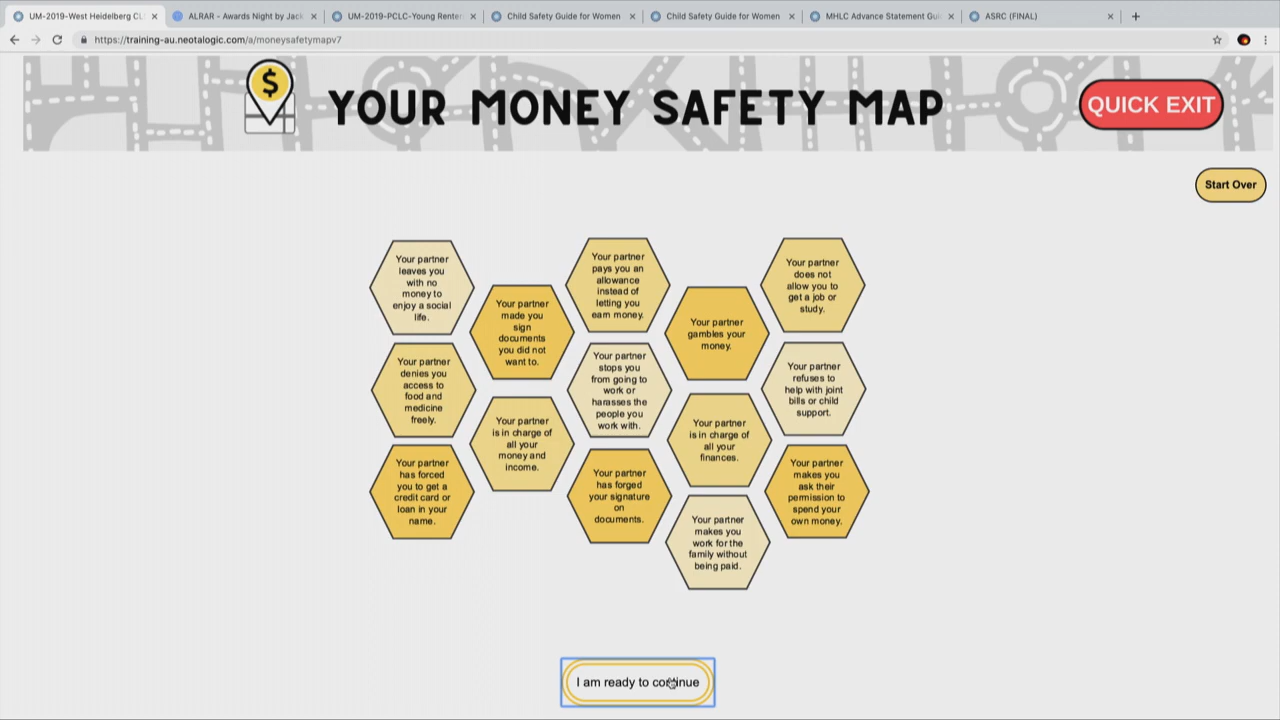 UM-2019-West Heidelberg CL
ALRAR - Awards Night by Jack
UM-2019-PCLC-Young Renter
Child Safety Guide for Women
Child Safety Guide for Women
MHLC Advance Statement Gui
ASRC (FINAL)
https://training-au.neotalogic.com/a/moneysafetymapv7
$
YOUR MONEY SAFETY MAP
QUICK EXIT
Start Over
Your partner
leaves you
with no
money to
enjoy a social
life.
Your partner
made you
sign
documents
you did not
want to.
Your partner
pays you an
allowance
instead of
letting you
earn money.
Your partner
gambles your
money.
Your partner
does not
allow you to
get a job or
study.
Your partner
denies you
access to
food and
medicine
freely.
Your partner
is in charge of
all your
money and
income.
Your partner
stops you
from going to
work or
harasses the
people you
work with.
Your partner
is in charge of
all your
finances.
Your partner
refuses to
help with joint
bills or child
support.
Your partner
has forced
you to get a
credit card or
loan in your
name.
Your partner
has forged
your signature
on
documents.
Your partner
makes you
work for the
family without
being paid.
Your partner
makes you
ask their
permission to
spend your
own money.
I am ready to continue